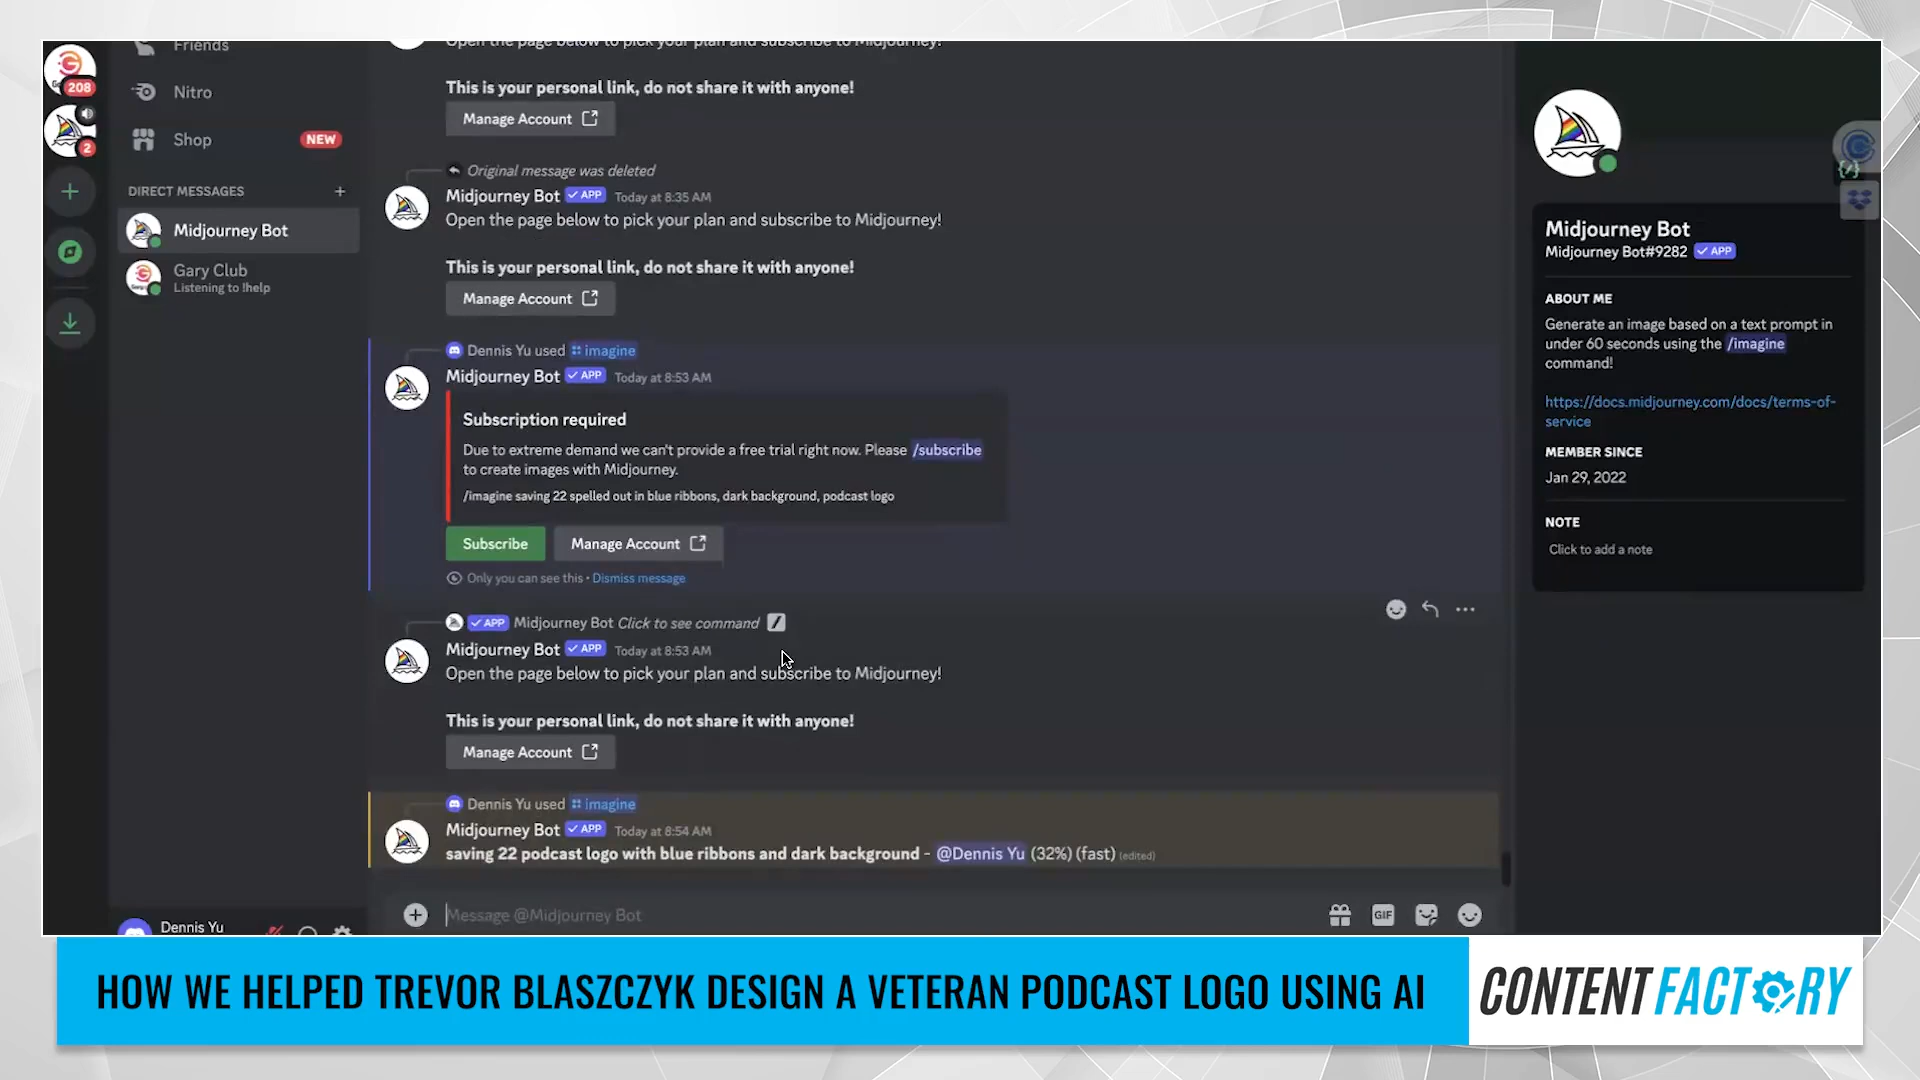 Friends
208
Nitro
2
Shop
NEW
DIRECT MESSAGES
Midjourney Bot
Gary Club
Listening to !help
Dennis Yu
Open the page below to pick your plan and subscribe to Midjourney!
This is your personal link, do not share it with anyone!
Manage Account
Original message was deleted
Midjourney Bot APP Today at 8:35 AM
Open the page below to pick your plan and subscribe to Midjourney!
This is your personal link, do not share it with anyone!
Manage Account
Dennis Yu used imagine
Midjourney Bot APP Today at 8:53 AM
Subscription required
Due to extreme demand we can't provide a free trial right now. Please /subscribe
to create images with Midjourney.
/imagine saving 22 spelled out in blue ribbons, dark background, podcast logo
Subscribe
Manage Account
Only you can see this • Dismiss message
APP Midjourney Bot Click to see command
Midjourney Bot APP Today at 8:53 AM
Open the page below to pick your plan and subscribe to Midjourney!
This is your personal link, do not share it with anyone!
Manage Account
Dennis Yu used imagine
Midjourney Bot APP Today at 8:54 AM
saving 22 podcast logo with blue ribbons and dark background - @Dennis Yu (32%) (fast) (edited)
Message @Midjourney Bot
GIF
Midjourney Bot
Midjourney Bot#9282 APP
ABOUT ME
Generate an image based on a text prompt in
under 60 seconds using the /imagine
command!
https://docs.midjourney.com/docs/terms-of-
service
MEMBER SINCE
Jan 29, 2022
NOTE
Click to add a note
HOW WE HELPED TREVOR BLASZCZYK DESIGN A VETERAN PODCAST LOGO USING AI
CONTENT FACTORY